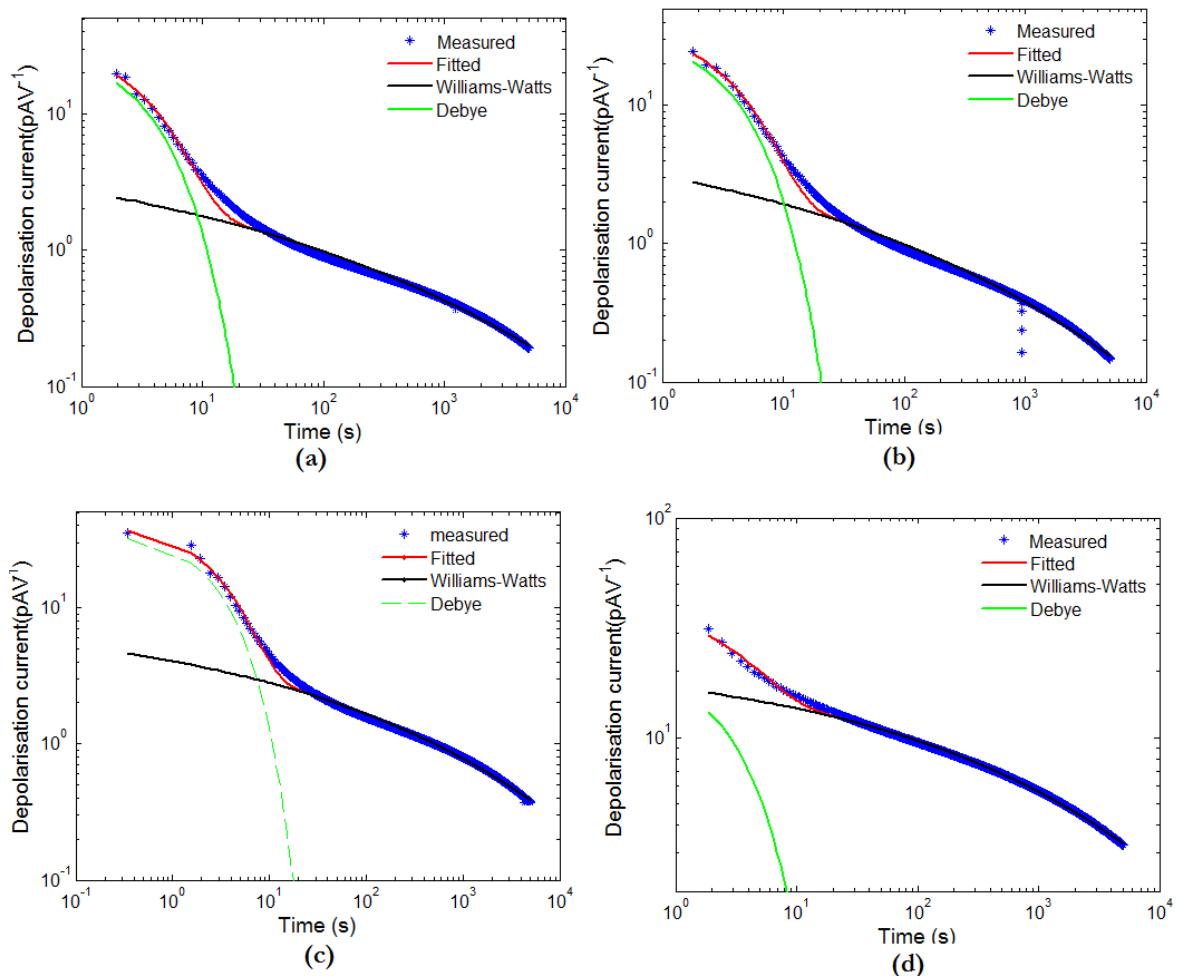 Depolarisation current(pAV⁻¹)
10¹
10⁰
10⁻¹
Measured
Fitted
Williams-Watts
Debye
10⁰ 10¹ 10² 10³ 10⁴
Time (s)
(a)
Depolarisation current(pAV⁻¹)
10¹
10⁰
10⁻¹
Measured
Fitted
Williams-Watts
Debye
10⁰ 10¹ 10² 10³ 10⁴
Time (s)
(b)
Depolarisation current(pAV¹)
10¹
10⁰
10⁻¹
measured
Fitted
Williams-Watts
Debye
10⁻¹ 10⁰ 10¹ 10² 10³ 10⁴
Time (s)
(c)
Depolarisation current(pAV⁻¹)
10²
10¹
Measured
Fitted
Williams-Watts
Debye
10⁰ 10¹ 10² 10³ 10⁴
Time (s)
(d)